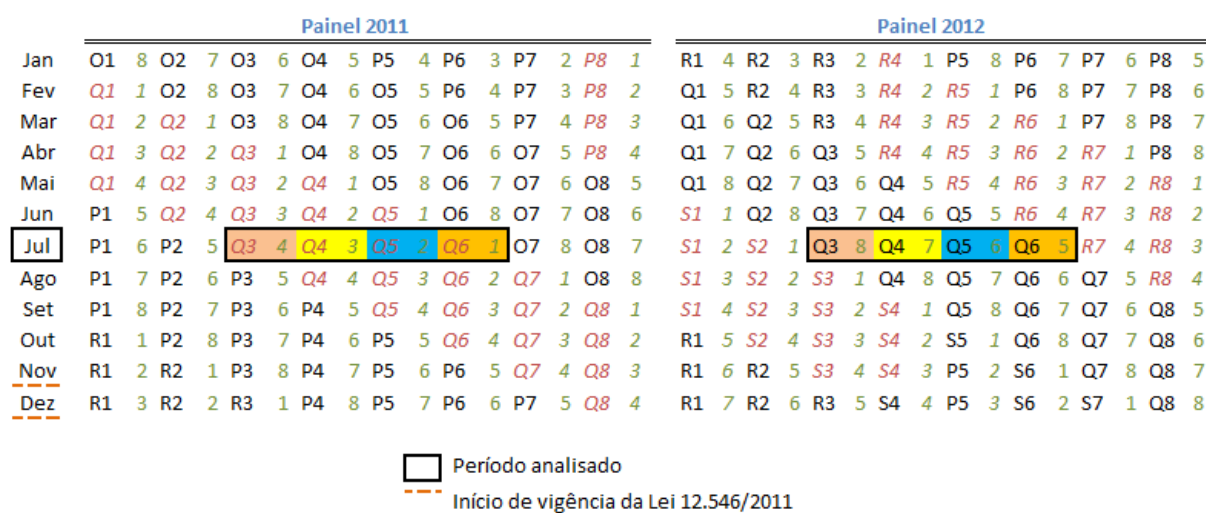 Painel 2011 Painel 2012
Jan O1 8 O2 7 O3 6 O4 5 P5 4 P6 3 P7 2 P8 1 R1 4 R2 3 R3 2 R4 1 P5 8 P6 7 P7 6 P8 5
Fev Q1 1 O2 8 O3 7 O4 6 O5 5 P6 4 P7 3 P8 2 Q1 5 R2 4 R3 3 R4 2 R5 1 P6 8 P7 7 P8 6
Mar Q1 2 Q2 1 O3 8 O4 7 O5 6 O6 5 P7 4 P8 3 Q1 6 Q2 5 R3 4 R4 3 R5 2 R6 1 P7 8 P8 7
Abr Q1 3 Q2 2 Q3 1 O4 8 O5 7 O6 6 O7 5 P8 4 Q1 7 Q2 6 Q3 5 R4 4 R5 3 R6 2 R7 1 P8 8
Mai Q1 4 Q2 3 Q3 2 Q4 1 O5 8 O6 7 O7 6 O8 5 Q1 8 Q2 7 Q3 6 Q4 5 R5 4 R6 3 R7 2 R8 1
Jun P1 5 Q2 4 Q3 3 Q4 2 Q5 1 O6 8 O7 7 O8 6 S1 1 Q2 8 Q3 7 Q4 6 Q5 5 R6 4 R7 3 R8 2
Jul P1 6 P2 5 Q3 4 Q4 3 Q5 2 Q6 1 O7 8 O8 7 S1 2 S2 1 Q3 8 Q4 7 Q5 6 Q6 5 R7 4 R8 3
Ago P1 7 P2 6 P3 5 Q4 4 Q5 3 Q6 2 Q7 1 O8 8 S1 3 S2 2 S3 1 Q4 8 Q5 7 Q6 6 Q7 5 R8 4
Set P1 8 P2 7 P3 6 P4 5 Q5 4 Q6 3 Q7 2 Q8 1 S1 4 S2 3 S3 2 S4 1 Q5 8 Q6 7 Q7 6 Q8 5
Out R1 1 P2 8 P3 7 P4 6 P5 5 Q6 4 Q7 3 Q8 2 R1 5 S2 4 S3 3 S4 2 S5 1 Q6 8 Q7 7 Q8 6
Nov R1 2 R2 1 P3 8 P4 7 P5 6 P6 5 Q7 4 Q8 3 R1 6 R2 5 S3 4 S4 3 P5 2 S6 1 Q7 8 Q8 7
Dez R1 3 R2 2 R3 1 P4 8 P5 7 P6 6 P7 5 Q8 4 R1 7 R2 6 R3 5 S4 4 P5 3 S6 2 S7 1 Q8 8
Período analisado
Início de vigência da Lei 12.546/2011